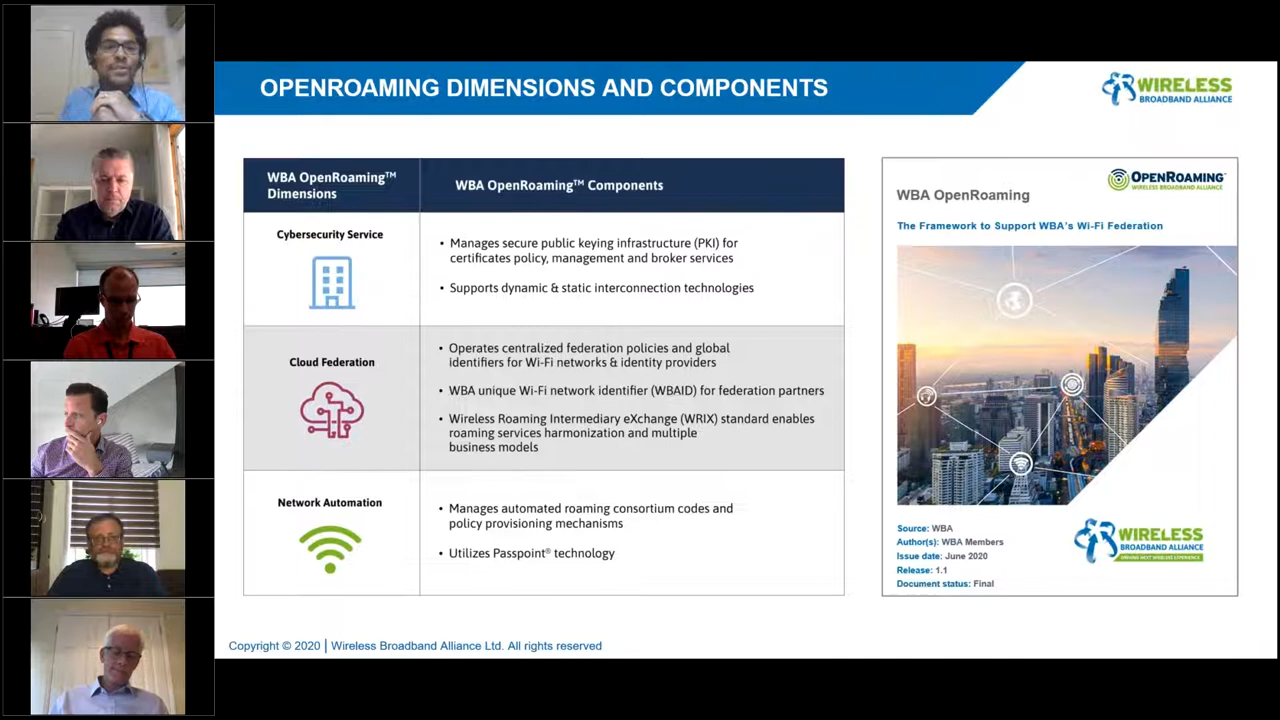 OPENROAMING DIMENSIONS AND COMPONENTS
WIRELESS
BROADBAND ALLIANCE
WBA OpenRoaming™
Dimensions
WBA OpenRoaming™ Components
Cybersecurity Service
• Manages secure public keying infrastructure (PKI) for
certificates policy, management and broker services
• Supports dynamic & static interconnection technologies
Cloud Federation
• Operates centralized federation policies and global
identifiers for Wi-Fi networks & identity providers
• WBA unique Wi-Fi network identifier (WBAID) for federation partners
• Wireless Roaming Intermediary eXchange (WRIX) standard enables
roaming services harmonization and multiple
business models
Network Automation
• Manages automated roaming consortium codes and
policy provisioning mechanisms
• Utilizes Passpoint® technology
OPENROAMING™
WIRELESS BROADBAND ALLIANCE
WBA OpenRoaming
The Framework to Support WBA's Wi-Fi Federation
Source: WBA
Author(s): WBA Members
Issue date: June 2020
Release: 1.1
Document status: Final
WIRELESS
BROADBAND ALLIANCE
DRIVING NEXT WIRELESS EXPERIENCE
Copyright © 2020 | Wireless Broadband Alliance Ltd. All rights reserved